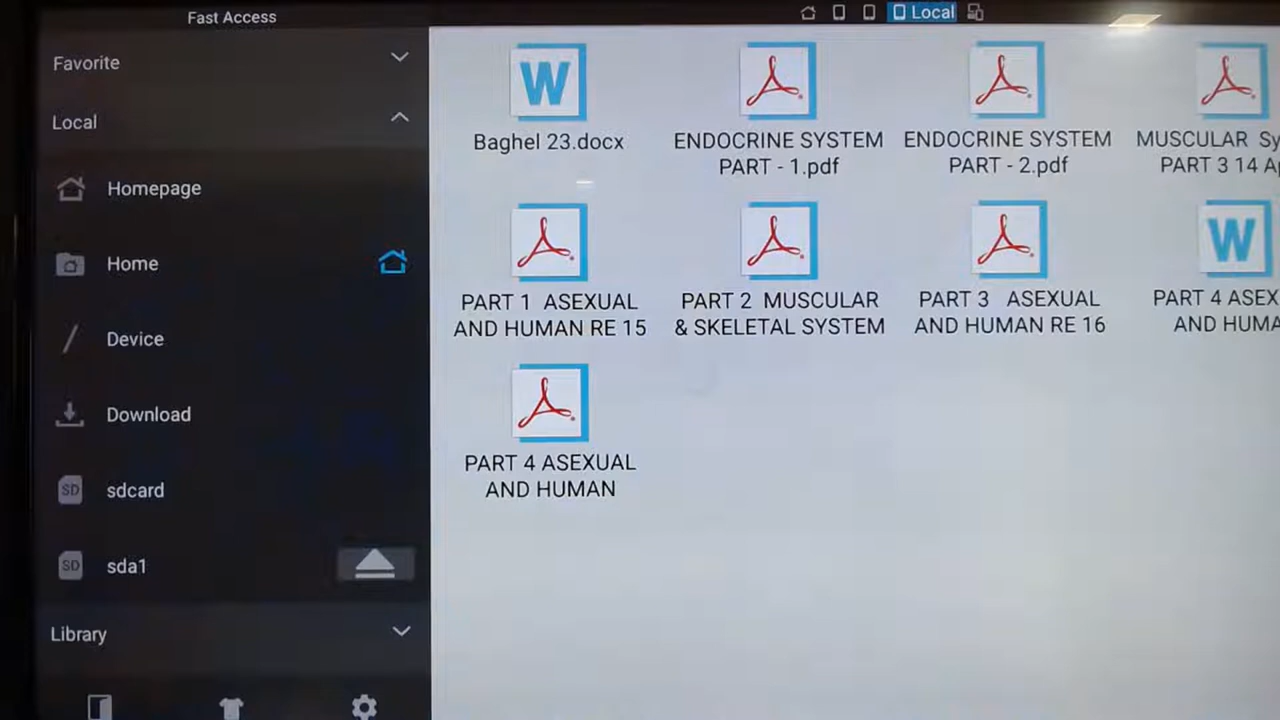 Fast Access
Local
Favorite
Local
Homepage
Home
Device
Download
SD sdcard
SD sda1
Library
W
Baghel 23.docx
ENDOCRINE SYSTEM
PART - 1.pdf
ENDOCRINE SYSTEM
PART - 2.pdf
MUSCULAR Sy
PART 3 14 A
PART 1 ASEXUAL
AND HUMAN RE 15
PART 2 MUSCULAR
& SKELETAL SYSTEM
PART 3 ASEXUAL
AND HUMAN RE 16
W
PART 4 ASEX
AND HUMA
PART 4 ASEXUAL
AND HUMAN